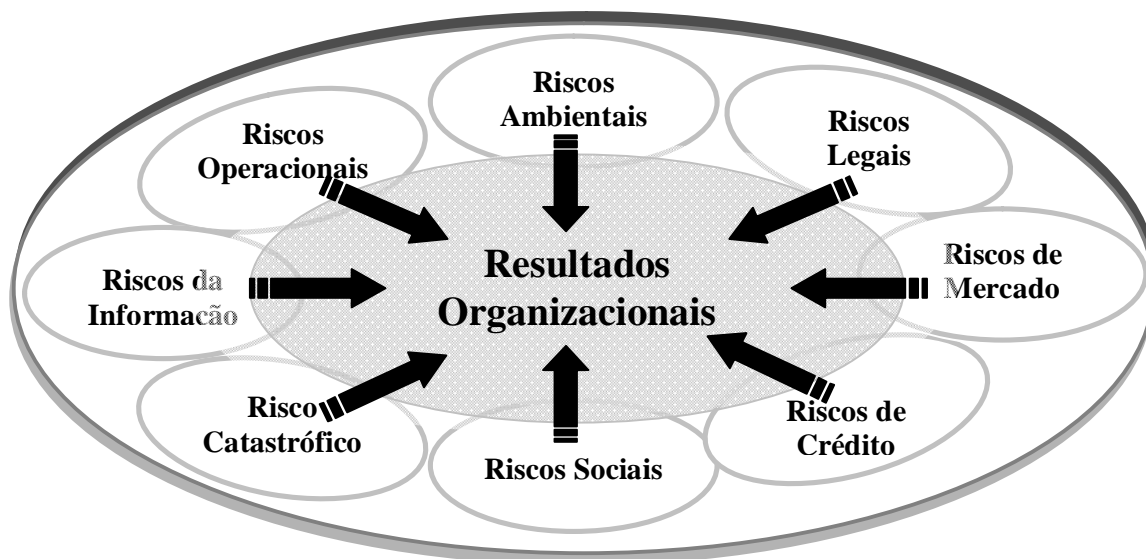 Riscos
Ambientais
Riscos
Legais
Riscos
Operacionais
Riscos de
Mercado
Resultados
Organizacionais
Riscos da
Informacão
Riscos de
Crédito
Risco
Catastrófico
Riscos Sociais